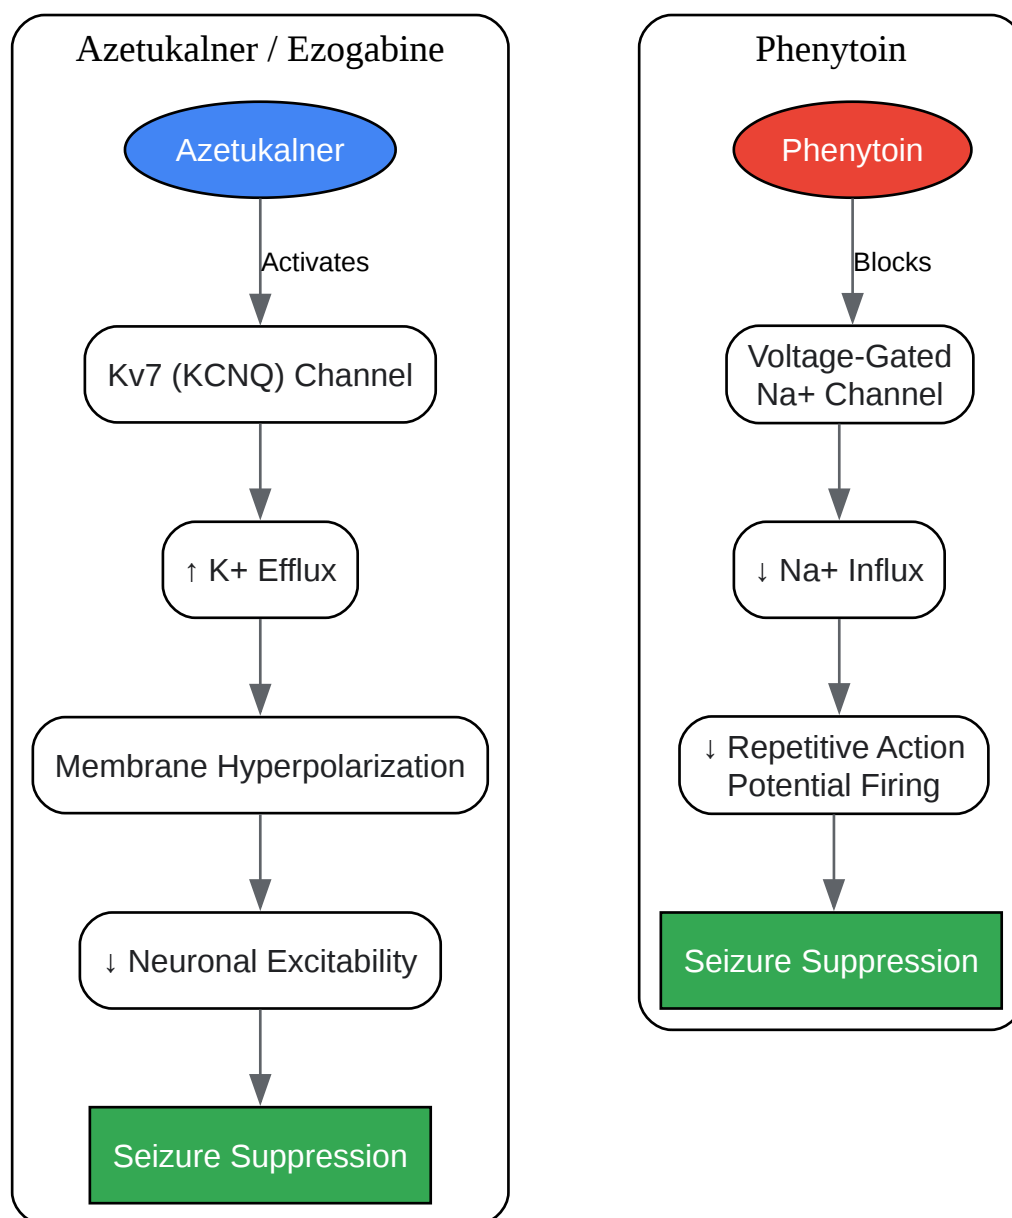 Azetukalner / Ezogabine
Azetukalner
Activates
Kv7 (KCNQ) Channel
↑ K+ Efflux
Membrane Hyperpolarization
↓ Neuronal Excitability
Seizure Suppression
Phenytoin
Phenytoin
Blocks
Voltage-Gated
Na+ Channel
↓ Na+ Influx
↓ Repetitive Action
Potential Firing
Seizure Suppression